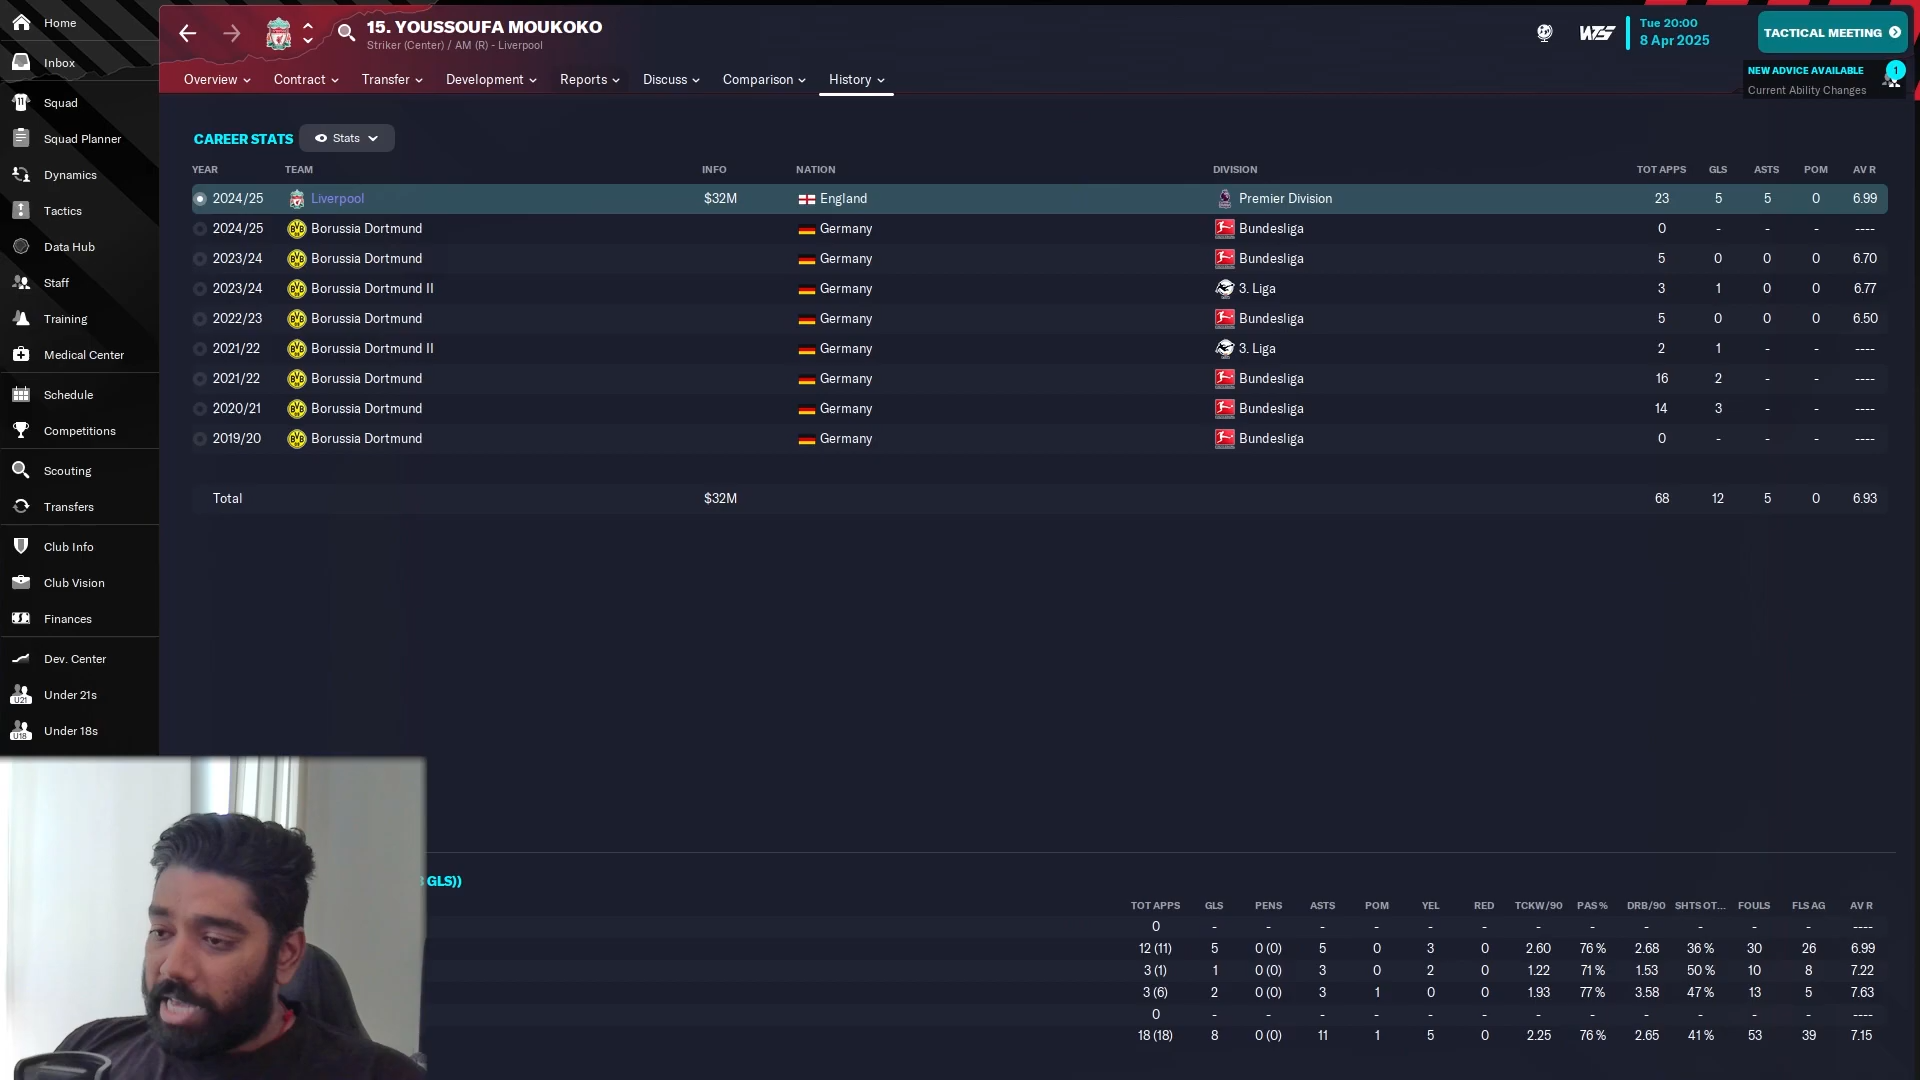 Home
Inbox
Squad
Squad Planner
Dynamics
Tactics
Data Hub
Staff
Training
Medical Center
Schedule
Competitions
Scouting
Transfers
Club Info
Club Vision
Finances
Dev. Center
Under 21s
Under 18s
15. YOUSSOUFA MOUKOKO
Striker (Center) / AM (R) - Liverpool
Tue 20:00
8 Apr 2025
TACTICAL MEETING
Overview Contract Transfer Development Reports Discuss Comparison History
NEW ADVICE AVAILABLE 1
Current Ability Changes
CAREER STATS Stats
YEAR TEAM INFO NATION DIVISION TOT APPS GLS ASTS POM AV R
2024/25 Liverpool $32M England Premier Division 23 5 5 0 6.99
2024/25 Borussia Dortmund Germany Bundesliga 0 - - - ----
2023/24 Borussia Dortmund Germany Bundesliga 5 0 0 0 6.70
2023/24 Borussia Dortmund II Germany 3. Liga 3 1 0 0 6.77
2022/23 Borussia Dortmund Germany Bundesliga 5 0 0 0 6.50
2021/22 Borussia Dortmund II Germany 3. Liga 2 1 - - ----
2021/22 Borussia Dortmund Germany Bundesliga 16 2 - - ----
2020/21 Borussia Dortmund Germany Bundesliga 14 3 - - ----
2019/20 Borussia Dortmund Germany Bundesliga 0 - - - ----
Total $32M 68 12 5 0 6.93
GLS))
TOT APPS GLS PENS ASTS POM YEL RED TCKW/90 PAS % DRB/90 SHTS OT... FOULS FLS AG AV R
0 - - - - - - - - - - - - ----
12 (11) 5 0 (0) 5 0 3 0 2.60 76 % 2.68 36 % 30 26 6.99
3 (1) 1 0 (0) 3 0 2 0 1.22 71 % 1.53 50 % 10 8 7.22
3 (6) 2 0 (0) 3 1 0 0 1.93 77 % 3.58 47 % 13 5 7.63
0 - - - - - - - - - - - - ----
18 (18) 8 0 (0) 11 1 5 0 2.25 76 % 2.65 41 % 53 39 7.15